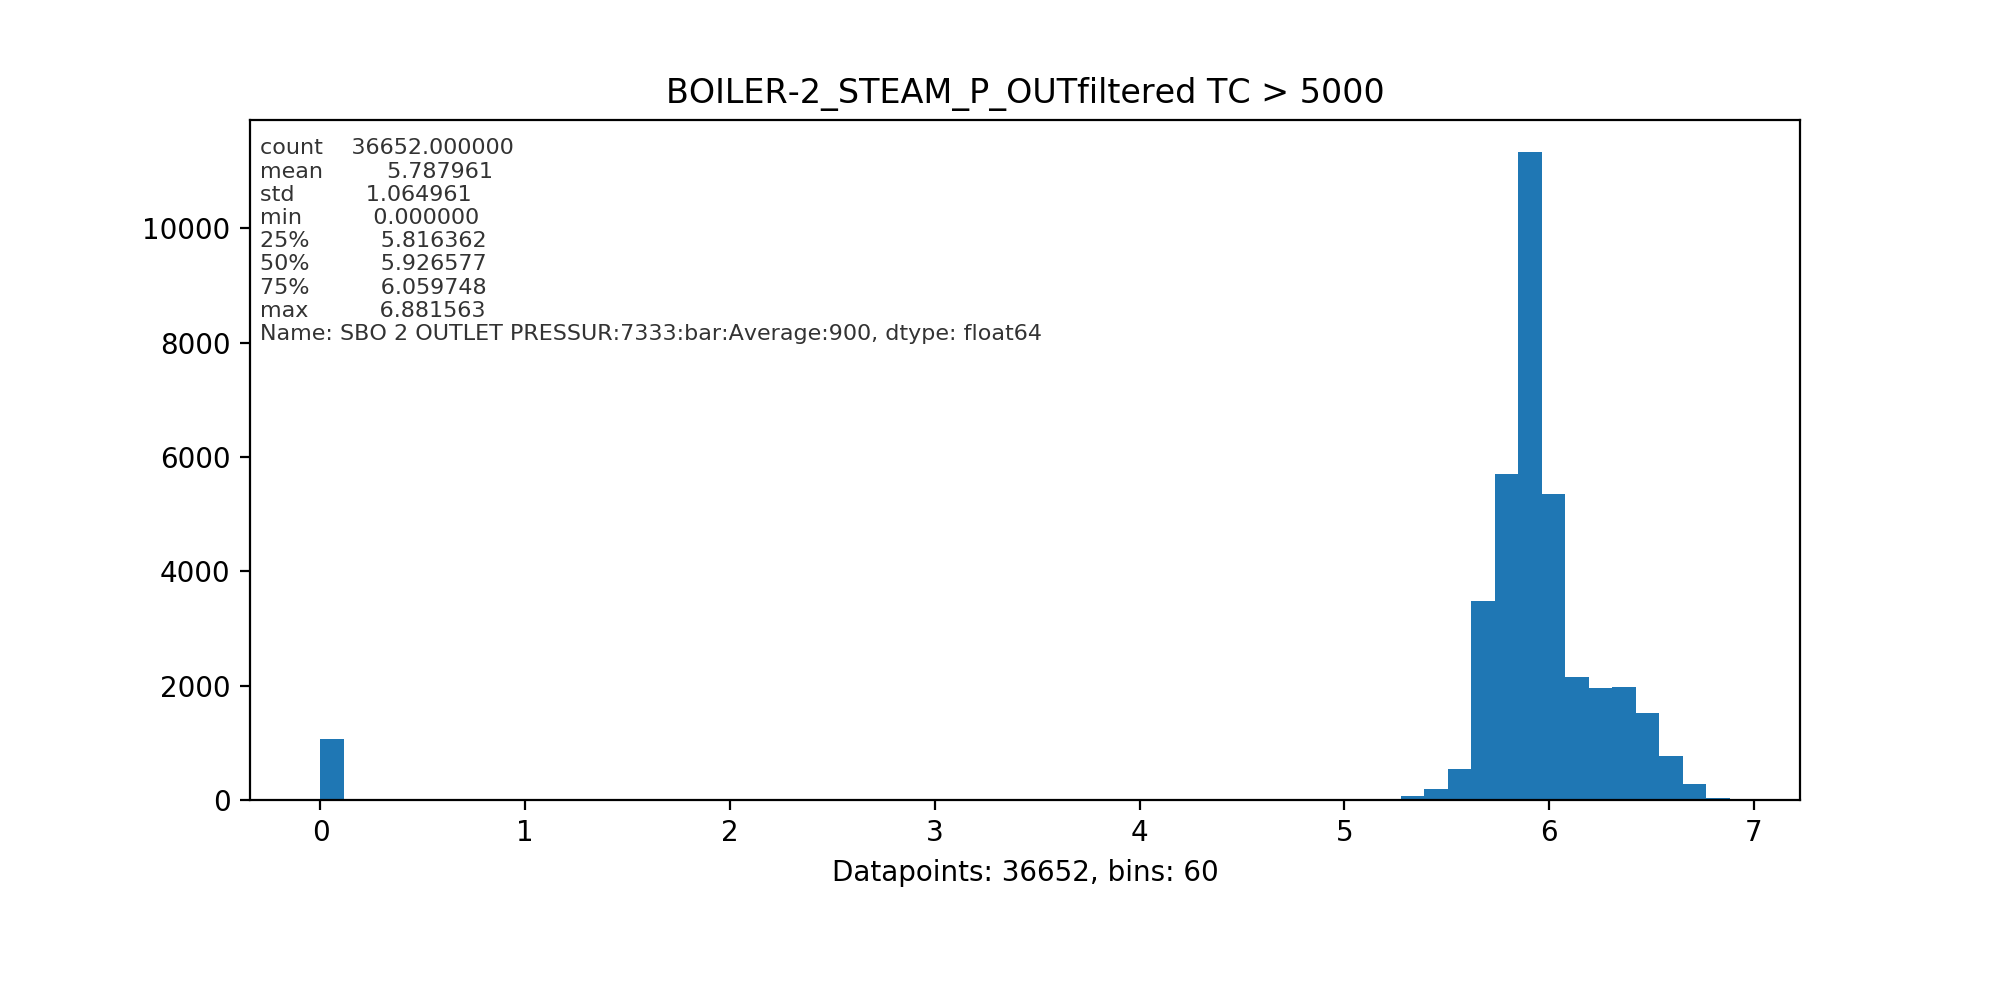 BOILER-2_STEAM_P_OUTfiltered TC > 5000
count 36652.000000
mean 5.787961
std 1.064961
min 0.000000
25% 5.816362
50% 5.926577
75% 6.059748
max 6.881563
Name: SBO 2 OUTLET PRESSUR:7333:bar:Average:900, dtype: float64
10000
8000
6000
4000
2000
0
0 1 2 3 4 5 6 7
Datapoints: 36652, bins: 60